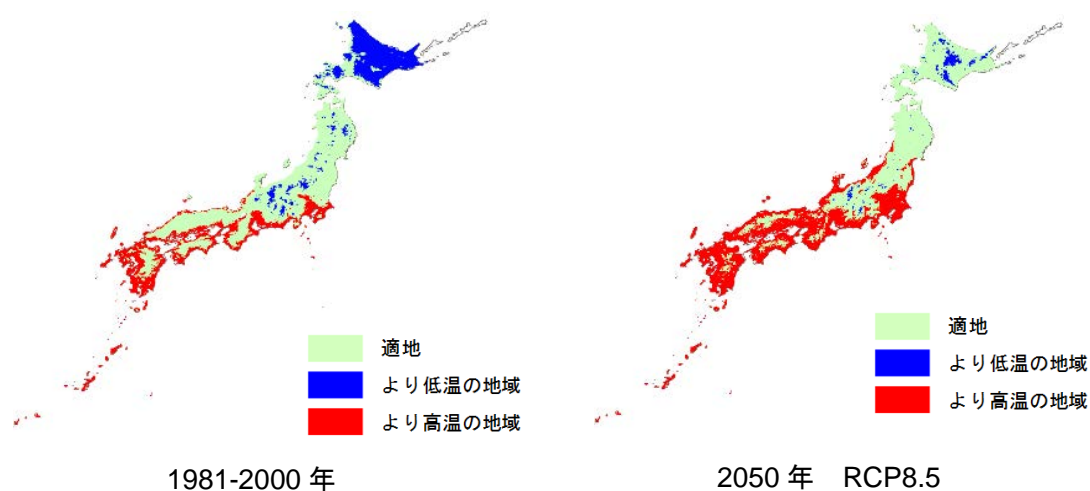 適地
より低温の地域
より高温の地域
1981-2000 年
適地
より低温の地域
より高温の地域
2050 年　RCP8.5